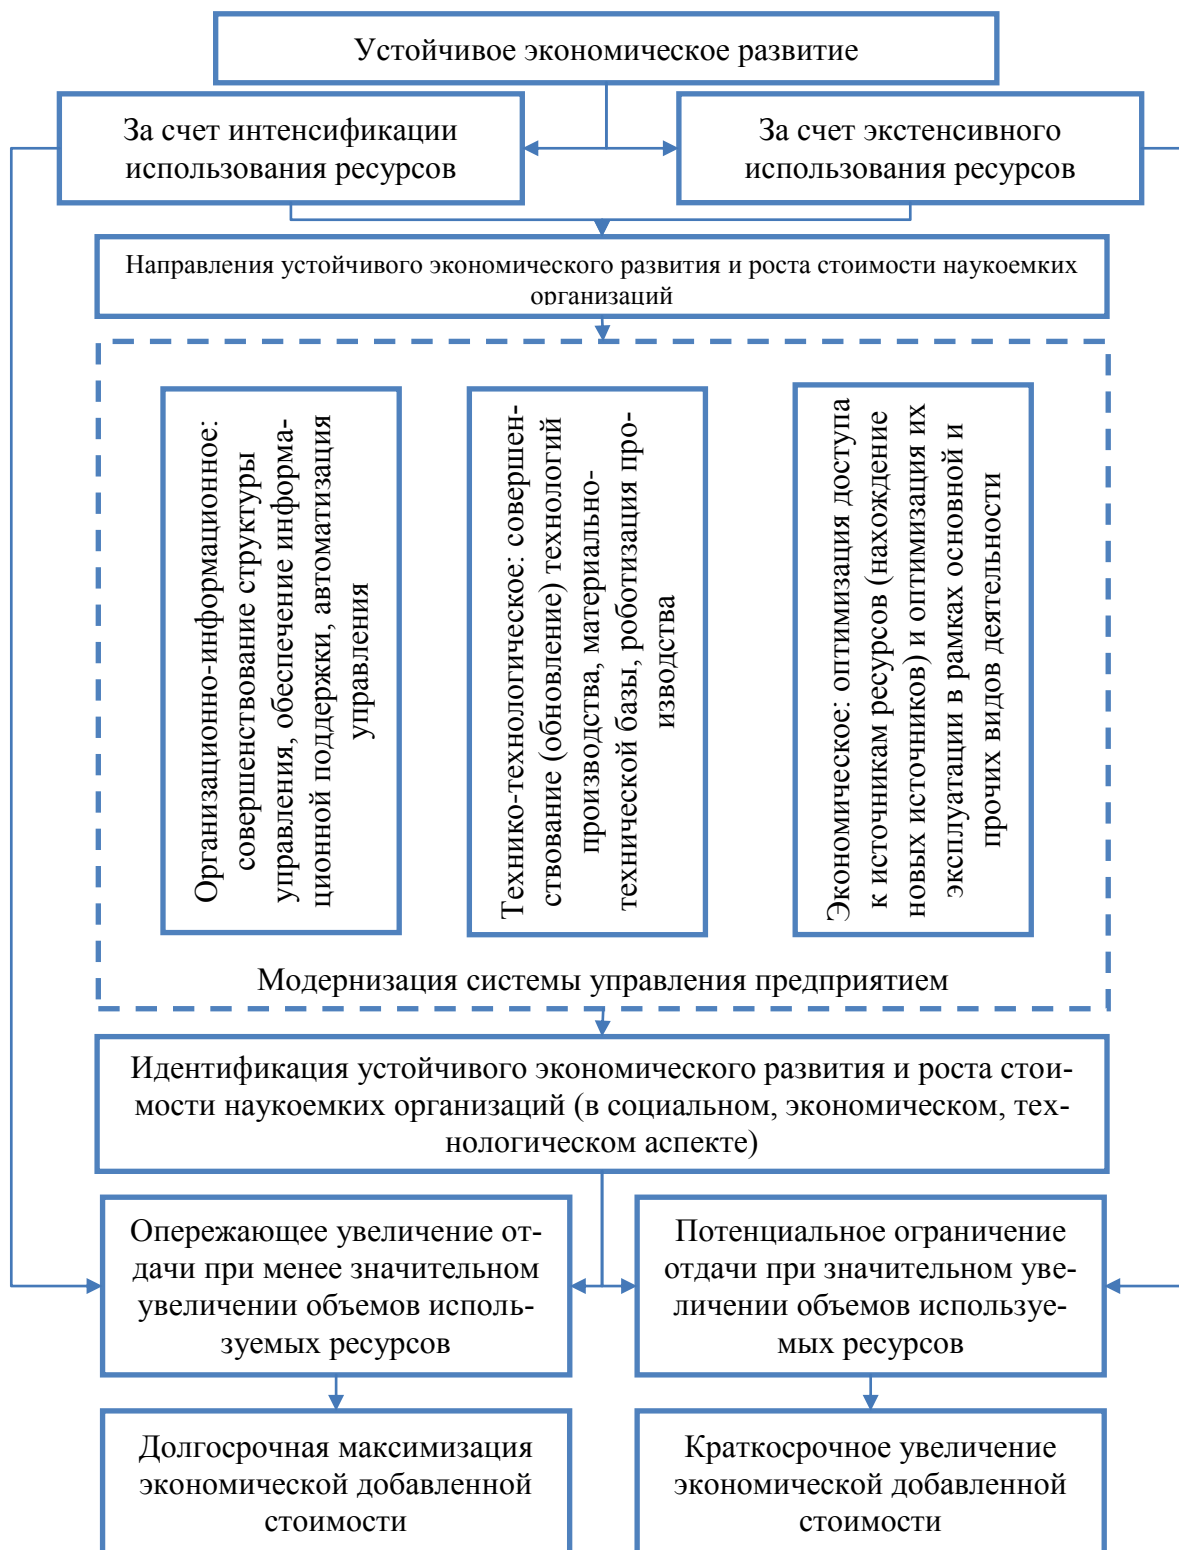 Устойчивое экономическое развитие
За счет интенсификации
использования ресурсов
За счет экстенсивного
использования ресурсов
Направления устойчивого экономического развития и роста стоимости наукоемких
организаций
Организационно-информационное:
совершенствование структуры
управления, обеспечение информа-
ционной поддержки, автоматизация
управления
Технико-технологическое: совершен-
ствование (обновление) технологий
производства, материально-
технической базы, роботизация про-
изводства
Экономическое: оптимизация доступа
к источникам ресурсов (нахождение
новых источников) и оптимизация их
эксплуатации в рамках основной и
прочих видов деятельности
Модернизация системы управления предприятием
Идентификация устойчивого экономического развития и роста стои-
мости наукоемких организаций (в социальном, экономическом, тех-
нологическом аспекте)
Опережающее увеличение от-
дачи при менее значительном
увеличении объемов исполь-
зуемых ресурсов
Потенциальное ограничение
отдачи при значительном уве-
личении объемов используе-
мых ресурсов
Долгосрочная максимизация
экономической добавленной
стоимости
Краткосрочное увеличение
экономической добавленной
стоимости